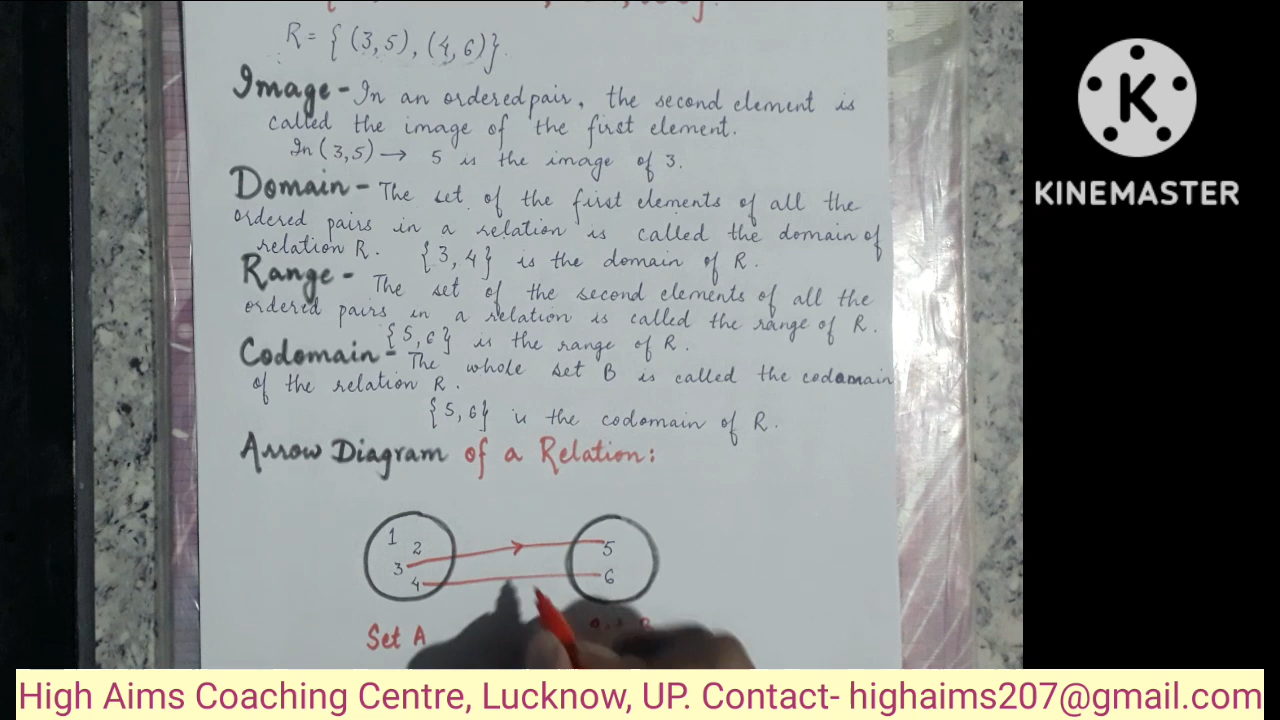 R = { (3,5), (4,6)}.
Image - In an ordered pair, the second element is
called the image of the first element.
In (3,5) → 5 is the image of 3.
Domain - The set of the first elements of all the
ordered pairs in a relation is called the domain of
relation R. {3,4} is the domain of R.
Range - The set of the second elements of all the
ordered pairs in a relation is called the range of R.
{5,6} is the range of R.
Codomain - The whole set B is called the codomain
of the relation R.
{5,6} is the codomain of R.
Arrow Diagram of a Relation:
1
2
3
4
5
6
Set A
K
KINEMASTER
High Aims Coaching Centre, Lucknow, UP. Contact- highaims207@gmail.com